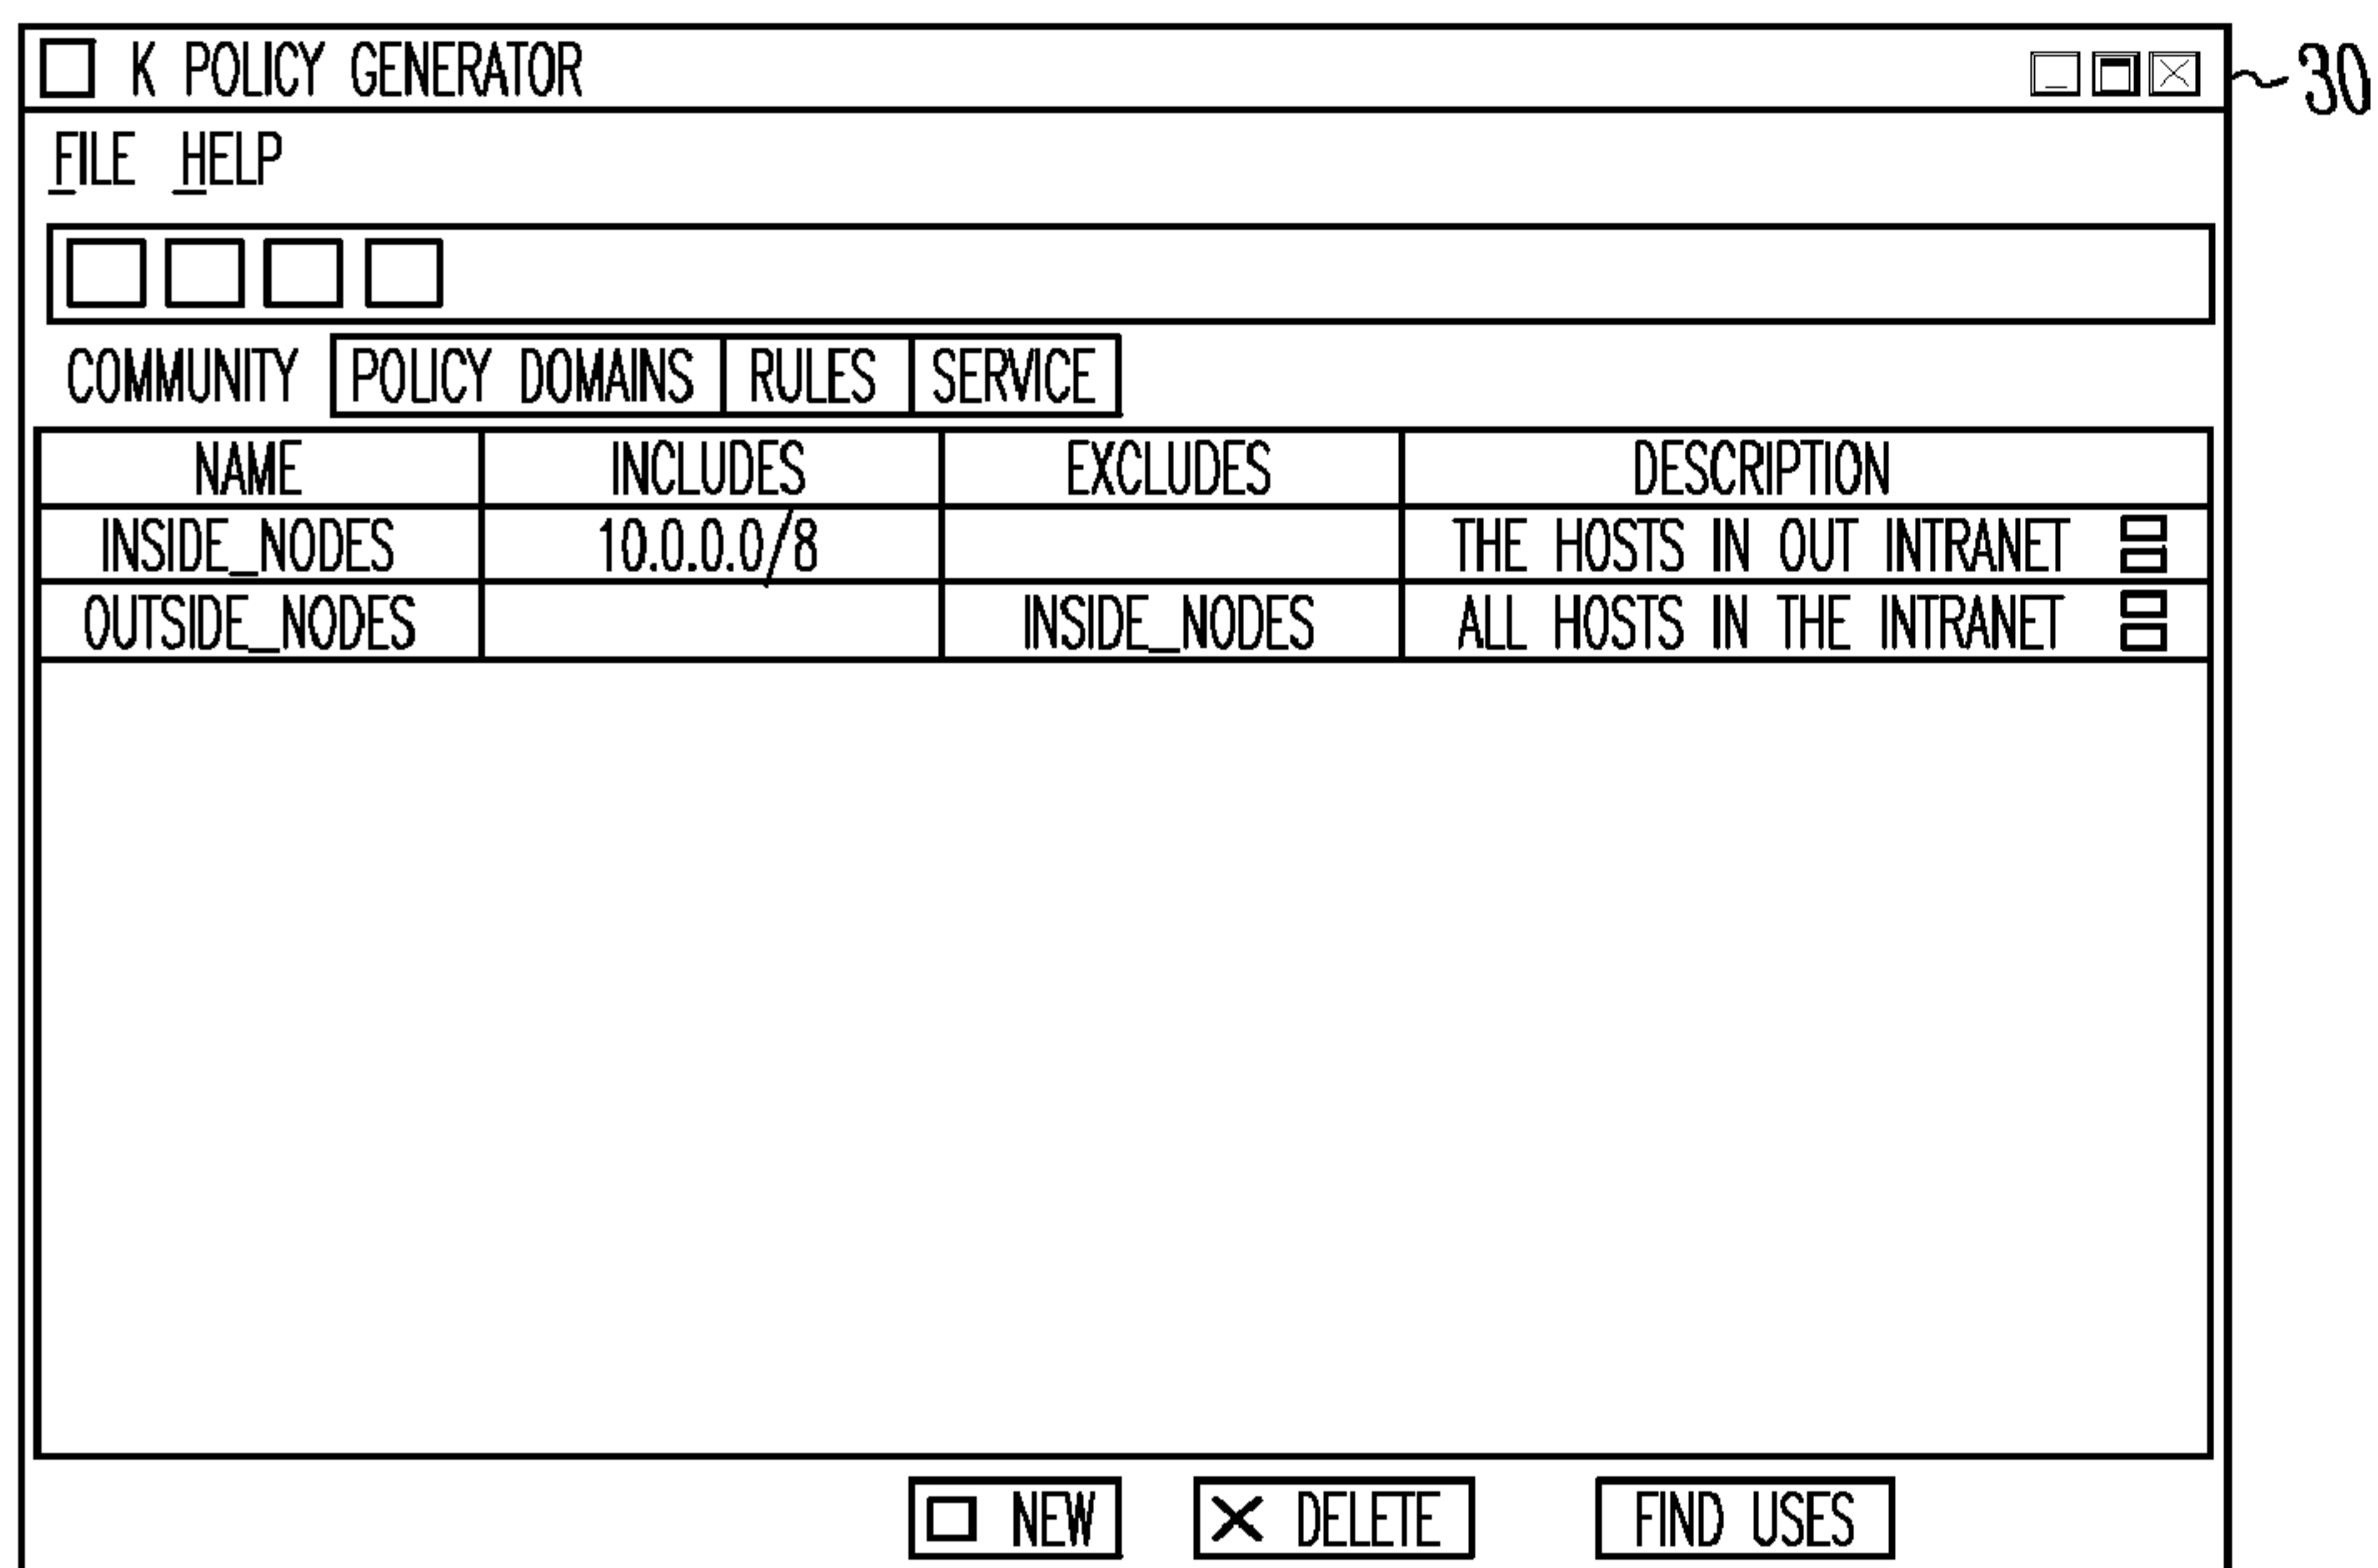 K POLICY GENERATOR
30
FILE HELP
COMMUNITY POLICY DOMAINS RULES SERVICE
NAME INCLUDES EXCLUDES DESCRIPTION
INSIDE_NODES 10.0.0.0/8 THE HOSTS IN OUT INTRANET
OUTSIDE_NODES INSIDE_NODES ALL HOSTS IN THE INTRANET
NEW DELETE FIND USES